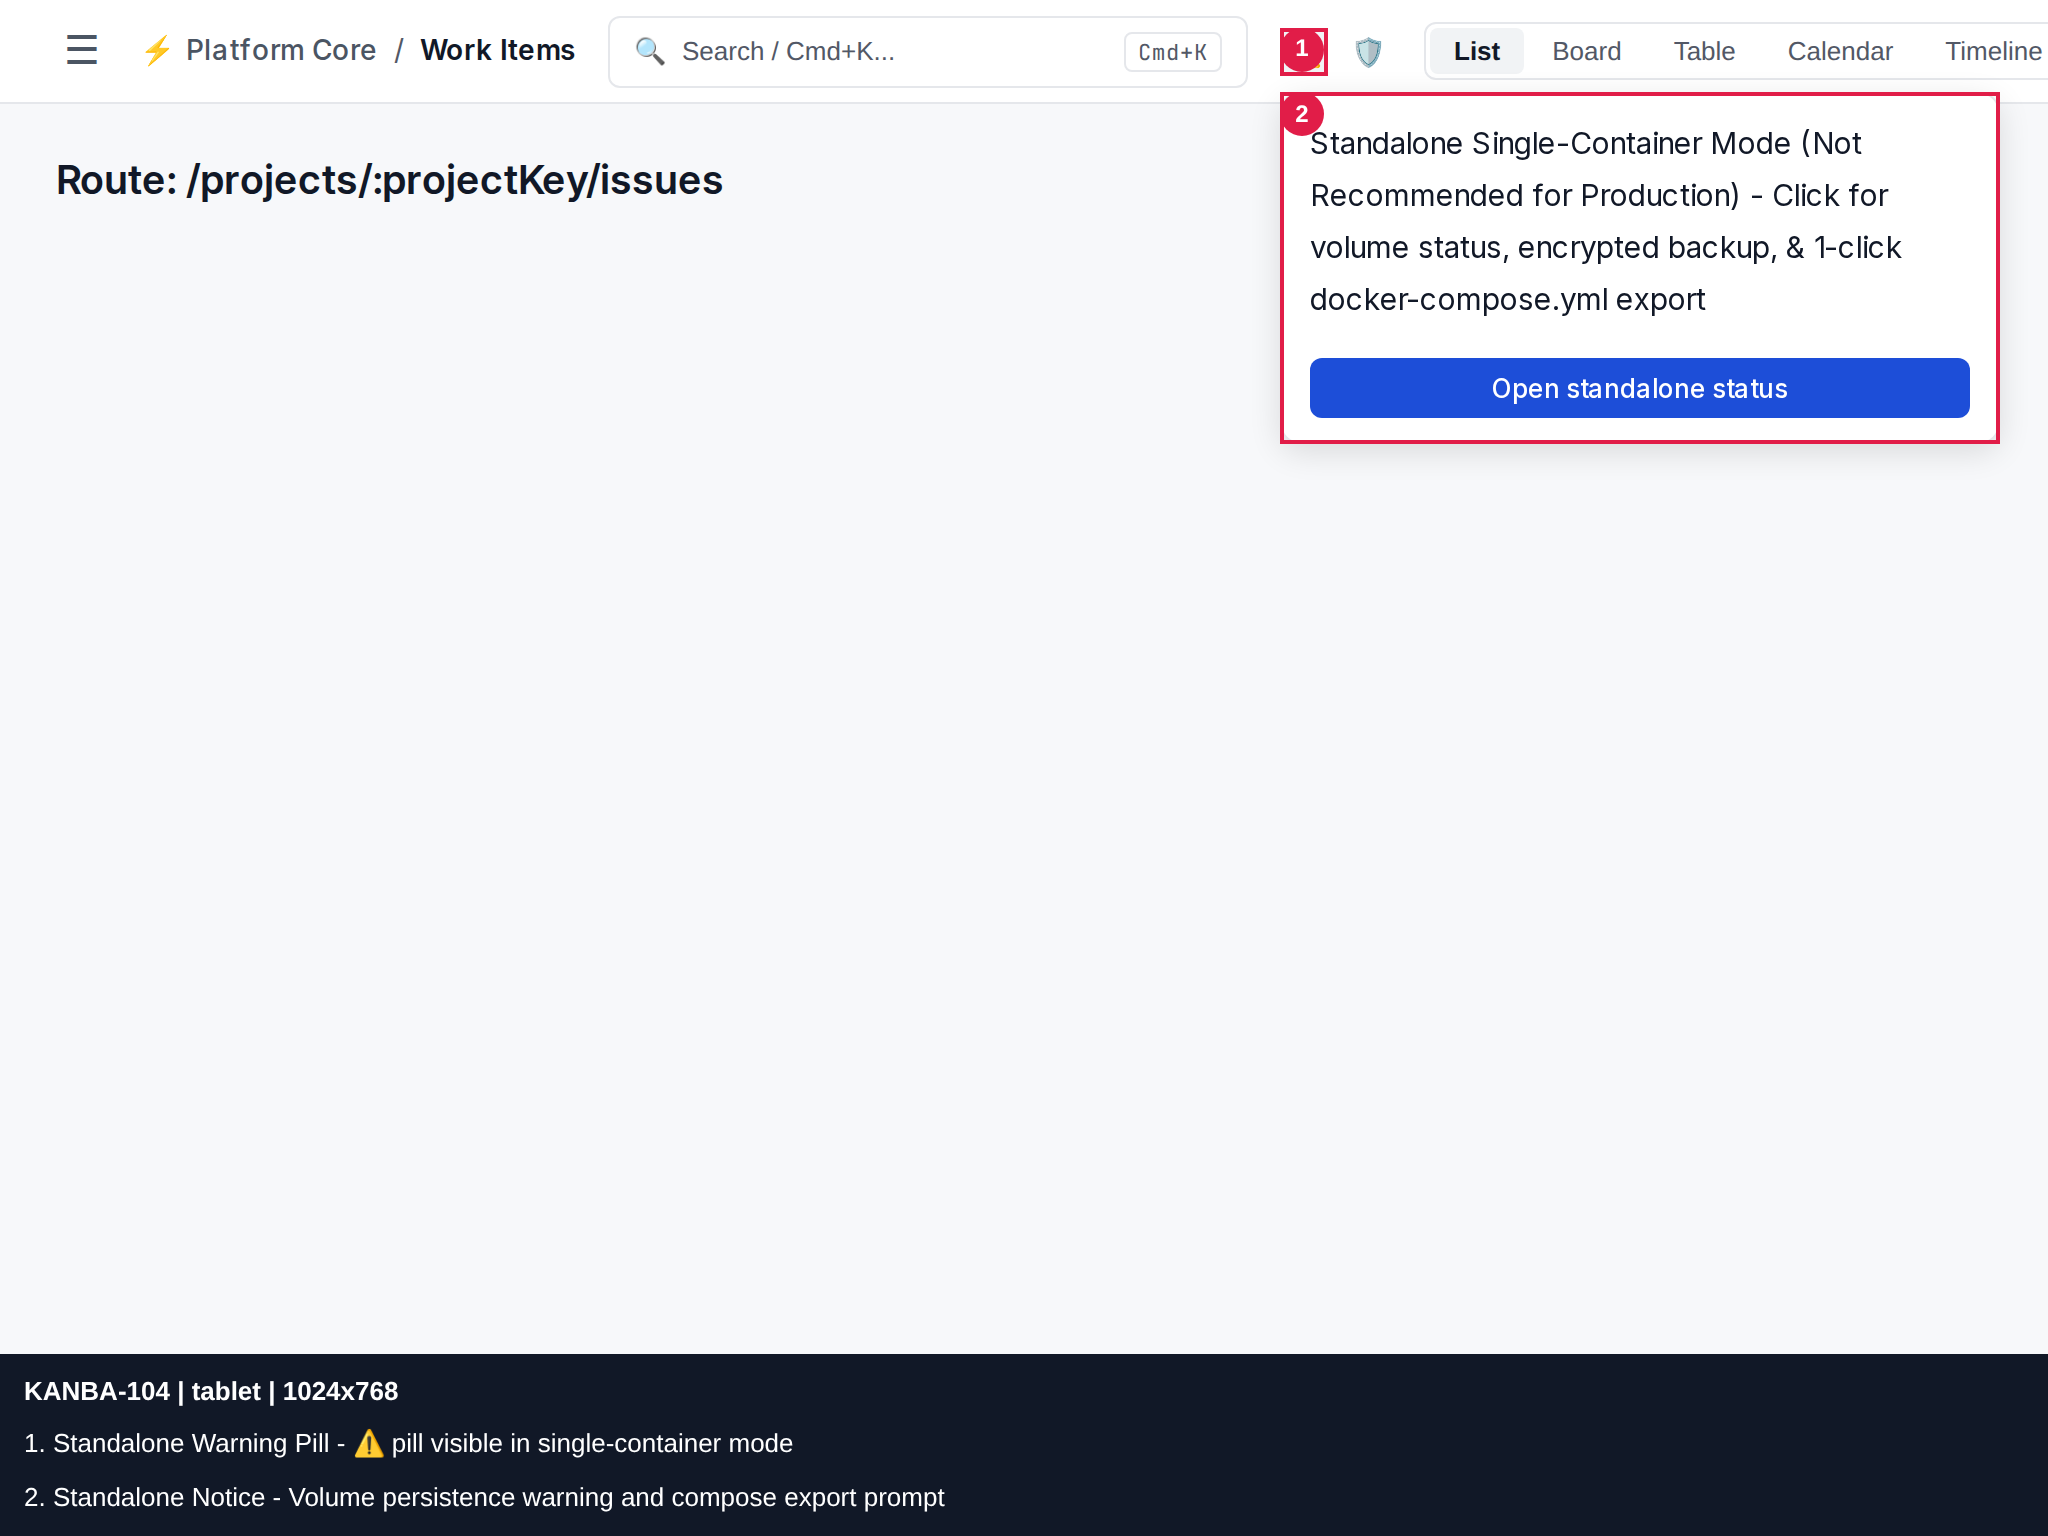 Platform Core / Work Items
Search / Cmd+K...
Cmd+K
1
List
Board
Table
Calendar
Timeline
2
Standalone Single-Container Mode (Not
Recommended for Production) - Click for
volume status, encrypted backup, & 1-click
docker-compose.yml export
Open standalone status
Route: /projects/:projectKey/issues
KANBA-104 | tablet | 1024x768
1. Standalone Warning Pill - ⚠️ pill visible in single-container mode
2. Standalone Notice - Volume persistence warning and compose export prompt